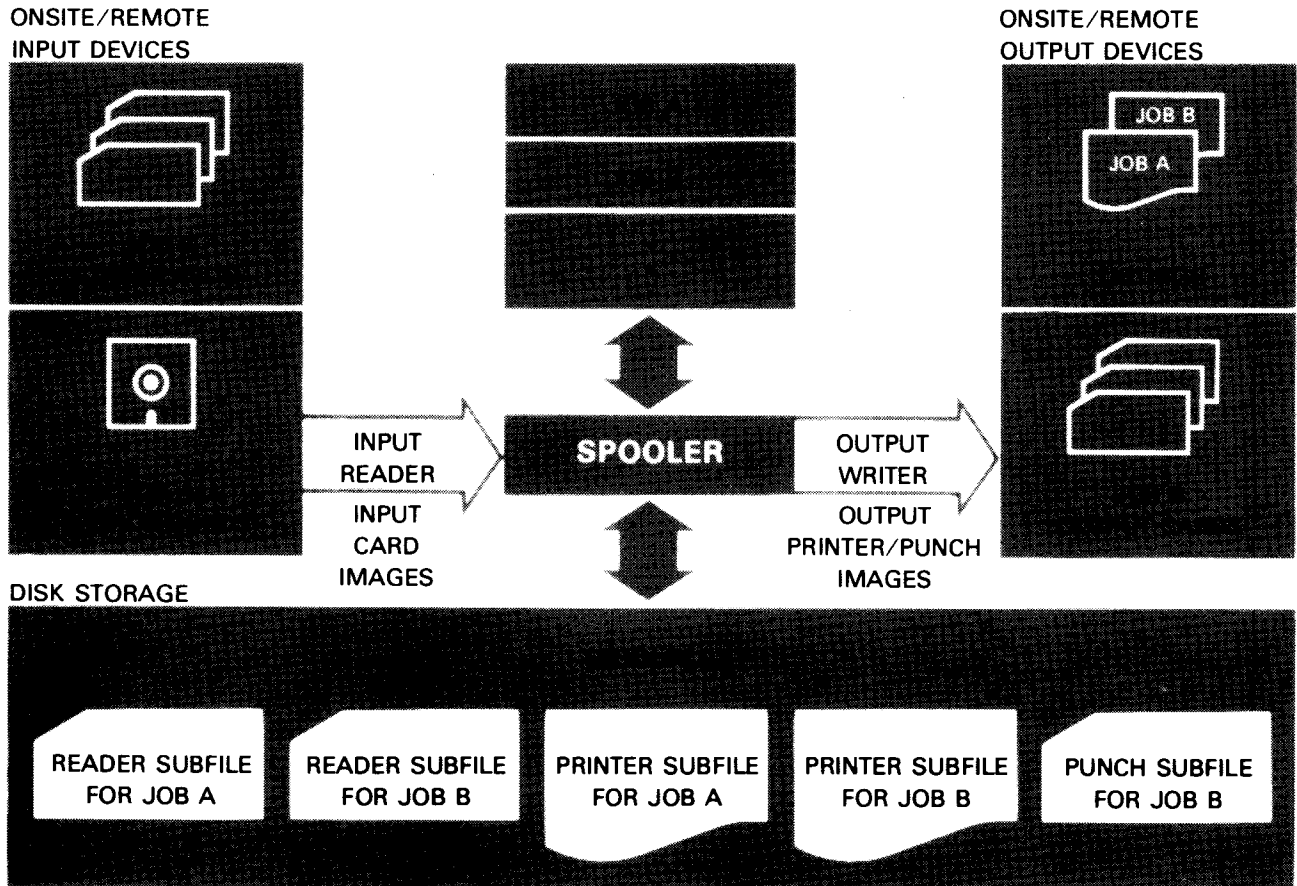 ONSITE/REMOTE
INPUT DEVICES
ONSITE/REMOTE
OUTPUT DEVICES
JOB B
JOB A
INPUT
READER
SPOOLER
OUTPUT
WRITER
INPUT
CARD
IMAGES
OUTPUT
PRINTER/PUNCH
IMAGES
DISK STORAGE
READER SUBFILE
FOR JOB A
READER SUBFILE
FOR JOB B
PRINTER SUBFILE
FOR JOB A
PRINTER SUBFILE
FOR JOB B
PUNCH SUBFILE
FOR JOB B